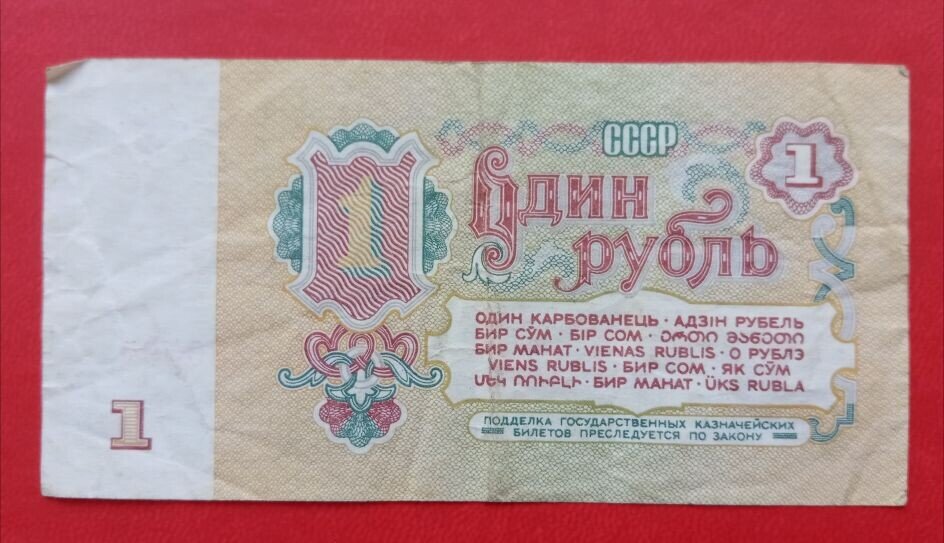 СССР
1
1
Один
рубль
ОДИН КАРБОВАНЕЦЬ · АДЗІН РУБЕЛЬ
БИР СЎМ · БІР СОМ · ერთი მანეთი
БИР МАНАТ · VIENAS RUBLIS · О РУБЛЭ
VIENS RUBLIS · БИР СОМ · ЯК СЎМ
ՄԵԿ ՌՈՒԲԼԻ · БИР МАНАТ · ÜKS RUBLA
1
ПОДДЕЛКА ГОСУДАРСТВЕННЫХ КАЗНАЧЕЙСКИХ
БИЛЕТОВ ПРЕСЛЕДУЕТСЯ ПО ЗАКОНУ